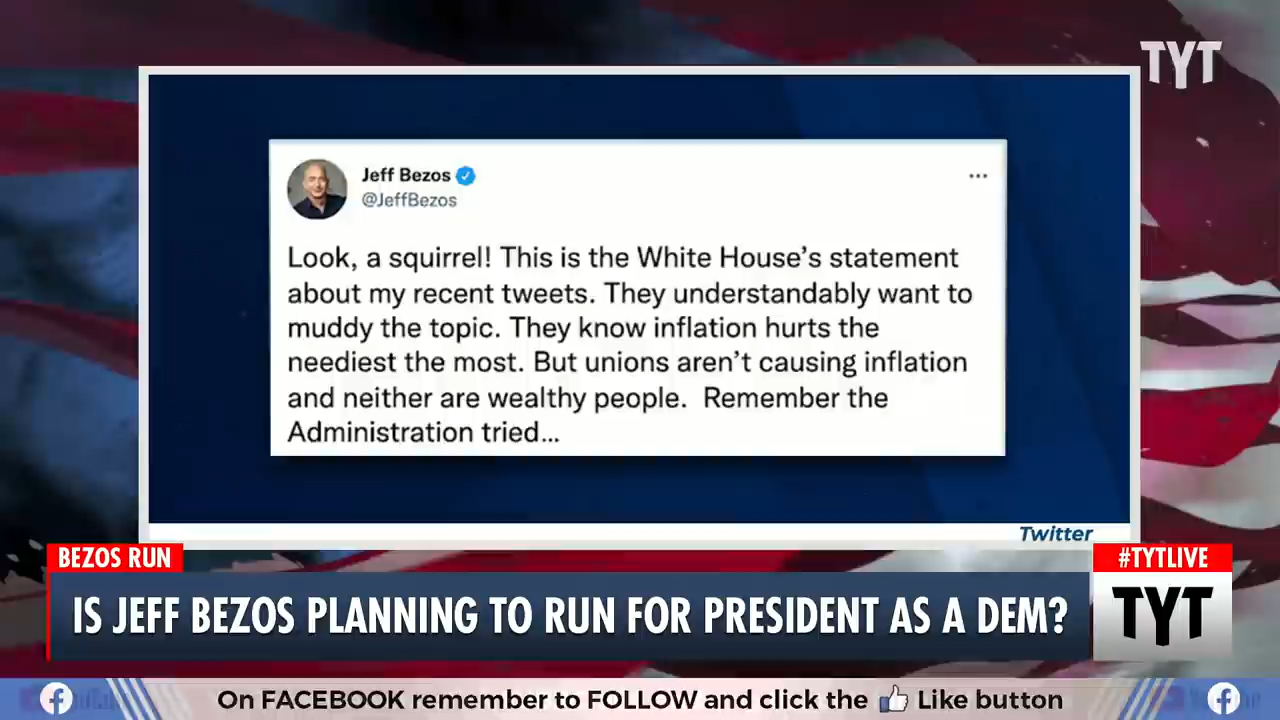 TYT
Jeff Bezos
@JeffBezos
Look, a squirrel! This is the White House’s statement
about my recent tweets. They understandably want to
muddy the topic. They know inflation hurts the
neediest the most. But unions aren’t causing inflation
and neither are wealthy people.  Remember the
Administration tried...
Twitter
BEZOS RUN
#TYTLIVE
IS JEFF BEZOS PLANNING TO RUN FOR PRESIDENT AS A DEM?
TYT
On FACEBOOK remember to FOLLOW and click the Like button